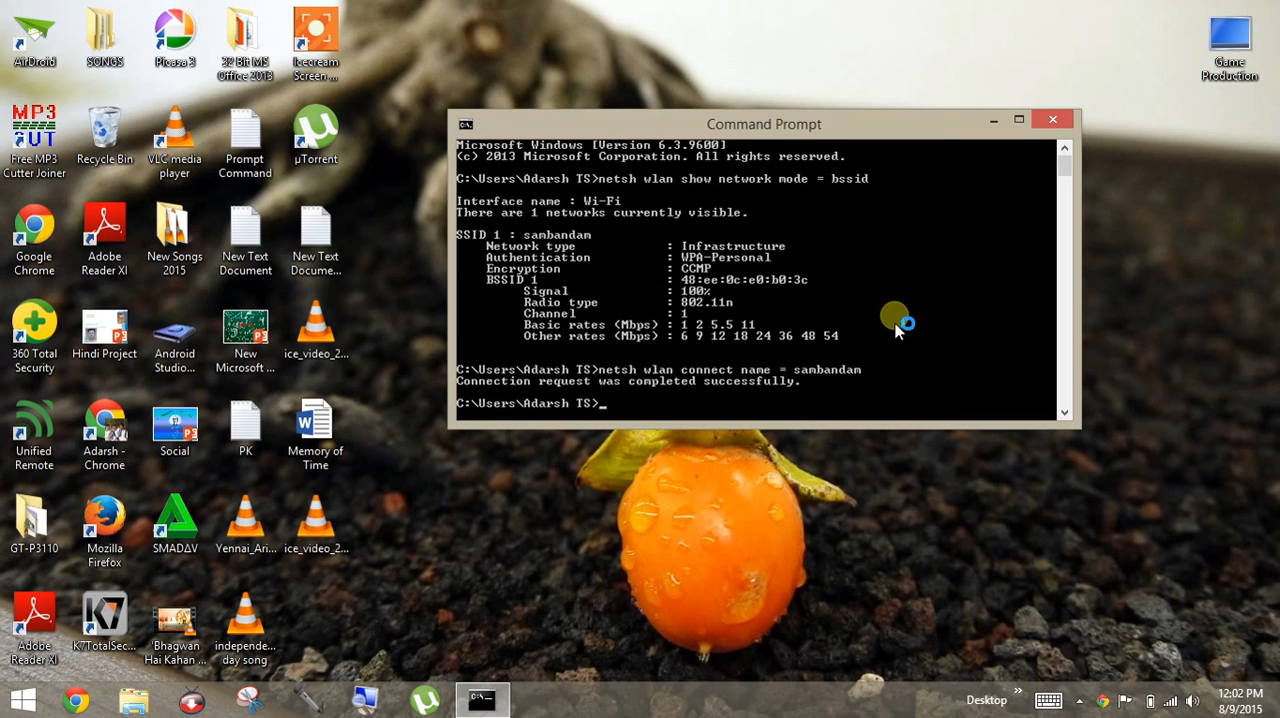 AirDroid
SONGS
Picasa 3
32 Bit MS
Office 2013
Icecream
Screen ...
Game
Production
MP3
CUT
Free MP3
Cutter Joiner
Recycle Bin
VLC media
player
Prompt
Command
µTorrent
Google
Chrome
Adobe
Reader XI
New Songs
2015
New Text
Document
New Text
Docume...
360 Total
Security
Hindi Project
Android
Studio...
New
Microsoft ...
ice_video_2...
Unified
Remote
Adarsh -
Chrome
Social
PK
Memory of
Time
GT-P3110
Mozilla
Firefox
SMADΔV
Yennai_Ari...
ice_video_2...
Adobe
Reader XI
K7
K7TotalSec...
'Bhagwan
Hai Kahan ...
independe...
day song
Command Prompt
Microsoft Windows [Version 6.3.9600]
(c) 2013 Microsoft Corporation. All rights reserved.
C:\Users\Adarsh TS>netsh wlan show network mode = bssid
Interface name : Wi-Fi
There are 1 networks currently visible.
SSID 1 : sambandam
Network type : Infrastructure
Authentication : WPA-Personal
Encryption : CCMP
BSSID 1 : 48:ee:0c:e0:b0:3c
Signal : 100%
Radio type : 802.11n
Channel : 1
Basic rates (Mbps) : 1 2 5.5 11
Other rates (Mbps) : 6 9 12 18 24 36 48 54
C:\Users\Adarsh TS>netsh wlan connect name = sambandam
Connection request was completed successfully.
C:\Users\Adarsh TS>_
Desktop
12:02 PM
8/9/2015